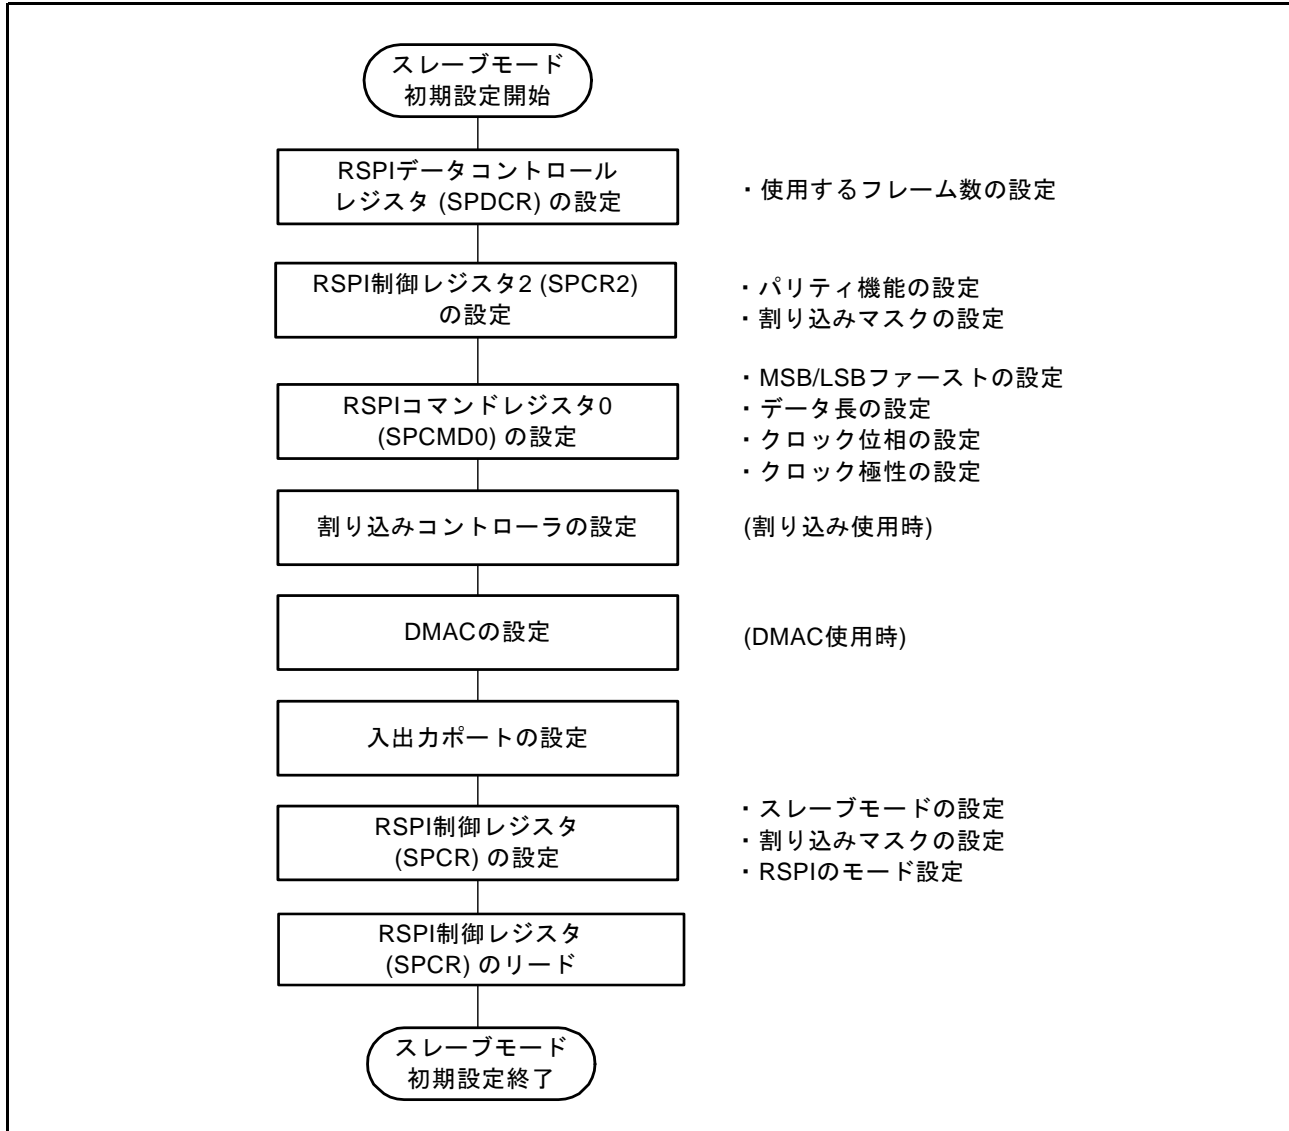 スレーブモード
初期設定開始
RSPIデータコントロール
レジスタ (SPDCR) の設定
・使用するフレーム数の設定
RSPI制御レジスタ2 (SPCR2)
の設定
・パリティ機能の設定
・割り込みマスクの設定
RSPIコマンドレジスタ0
(SPCMD0) の設定
・MSB/LSBファーストの設定
・データ長の設定
・クロック位相の設定
・クロック極性の設定
割り込みコントローラの設定
(割り込み使用時)
DMACの設定
(DMAC使用時)
入出力ポートの設定
RSPI制御レジスタ
(SPCR) の設定
・スレーブモードの設定
・割り込みマスクの設定
・RSPIのモード設定
RSPI制御レジスタ
(SPCR) のリード
スレーブモード
初期設定終了